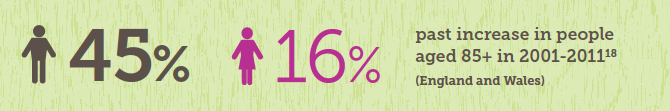 45%
16%
past increase in people
aged 85+ in 2001-2011¹⁸
(England and Wales)